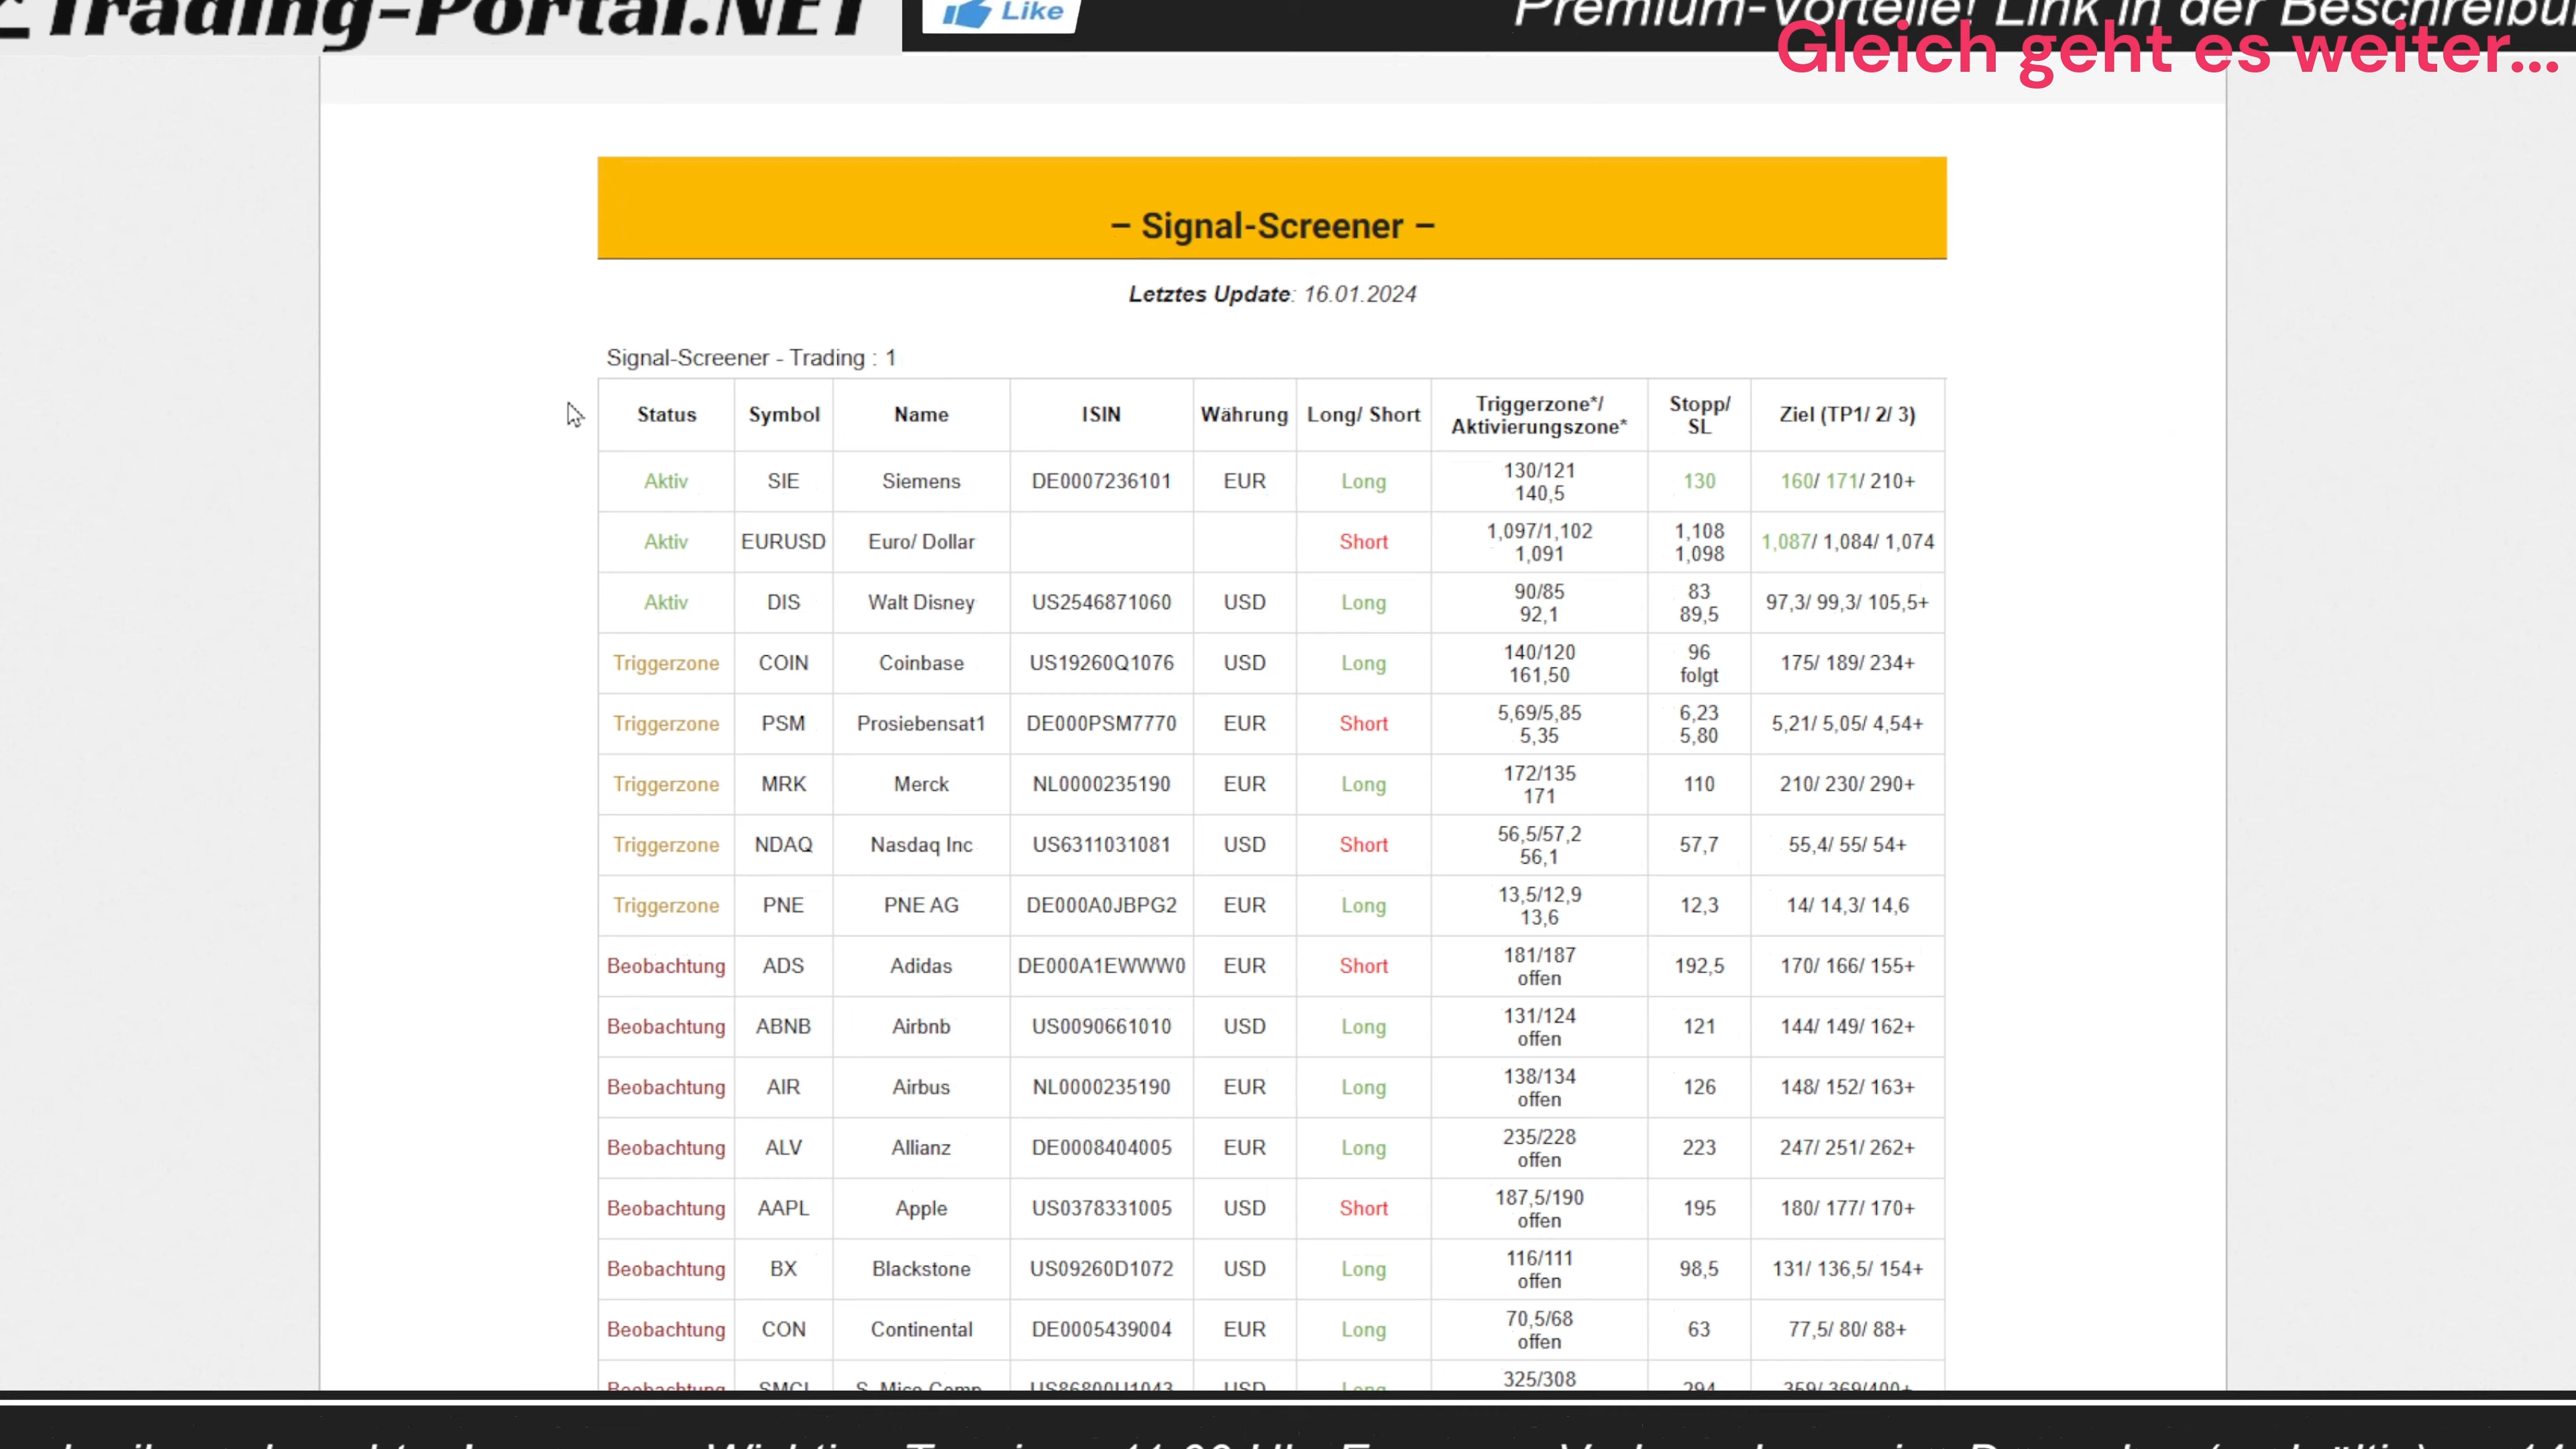 Trading-Portal.NET
Like
Premium-Vorteile! Link in der
Gleich geht es weiter...
– Signal-Screener –
Letztes Update: 16.01.2024
Signal-Screener - Trading : 1
Status Symbol Name ISIN Währung Long/ Short Triggerzone*/ Aktivierungszone* Stopp/ SL Ziel (TP1/ 2/ 3)
Aktiv SIE Siemens DE0007236101 EUR Long 130/121 140,5 130 160/ 171/ 210+
Aktiv EURUSD Euro/ Dollar Short 1,097/1,102 1,091 1,108 1,098 1,087/ 1,084/ 1,074
Aktiv DIS Walt Disney US2546871060 USD Long 90/85 92,1 83 89,5 97,3/ 99,3/ 105,5+
Triggerzone COIN Coinbase US19260Q1076 USD Long 140/120 161,50 96 folgt 175/ 189/ 234+
Triggerzone PSM Prosiebensat1 DE000PSM7770 EUR Short 5,69/5,85 5,35 6,23 5,80 5,21/ 5,05/ 4,54+
Triggerzone MRK Merck NL0000235190 EUR Long 172/135 171 110 210/ 230/ 290+
Triggerzone NDAQ Nasdaq Inc US6311031081 USD Short 56,5/57,2 56,1 57,7 55,4/ 55/ 54+
Triggerzone PNE PNE AG DE000A0JBPG2 EUR Long 13,5/12,9 13,6 12,3 14/ 14,3/ 14,6
Beobachtung ADS Adidas DE000A1EWWW0 EUR Short 181/187 offen 192,5 170/ 166/ 155+
Beobachtung ABNB Airbnb US0090661010 USD Long 131/124 offen 121 144/ 149/ 162+
Beobachtung AIR Airbus NL0000235190 EUR Long 138/134 offen 126 148/ 152/ 163+
Beobachtung ALV Allianz DE0008404005 EUR Long 235/228 offen 223 247/ 251/ 262+
Beobachtung AAPL Apple US0378331005 USD Short 187,5/190 offen 195 180/ 177/ 170+
Beobachtung BX Blackstone US09260D1072 USD Long 116/111 offen 98,5 131/ 136,5/ 154+
Beobachtung CON Continental DE0005439004 EUR Long 70,5/68 offen 63 77,5/ 80/ 88+
Beobachtung SMCI USD Long 325/308 294